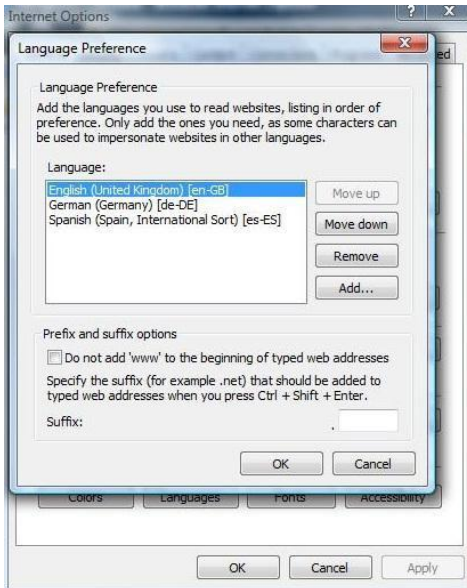 Internet Options
? X
Language Preference
X
ed
Language Preference
Add the languages you use to read websites, listing in order of
preference. Only add the ones you need, as some characters can
be used to impersonate websites in other languages.
Language:
English (United Kingdom) [en-GB]
German (Germany) [de-DE]
Spanish (Spain, International Sort) [es-ES]
Move up
Move down
Remove
Add...
Prefix and suffix options
Do not add 'www' to the beginning of typed web addresses
Specify the suffix (for example .net) that should be added to
typed web addresses when you press Ctrl + Shift + Enter.
Suffix: .
OK Cancel
Colors Languages Fonts Accessibility
OK Cancel Apply